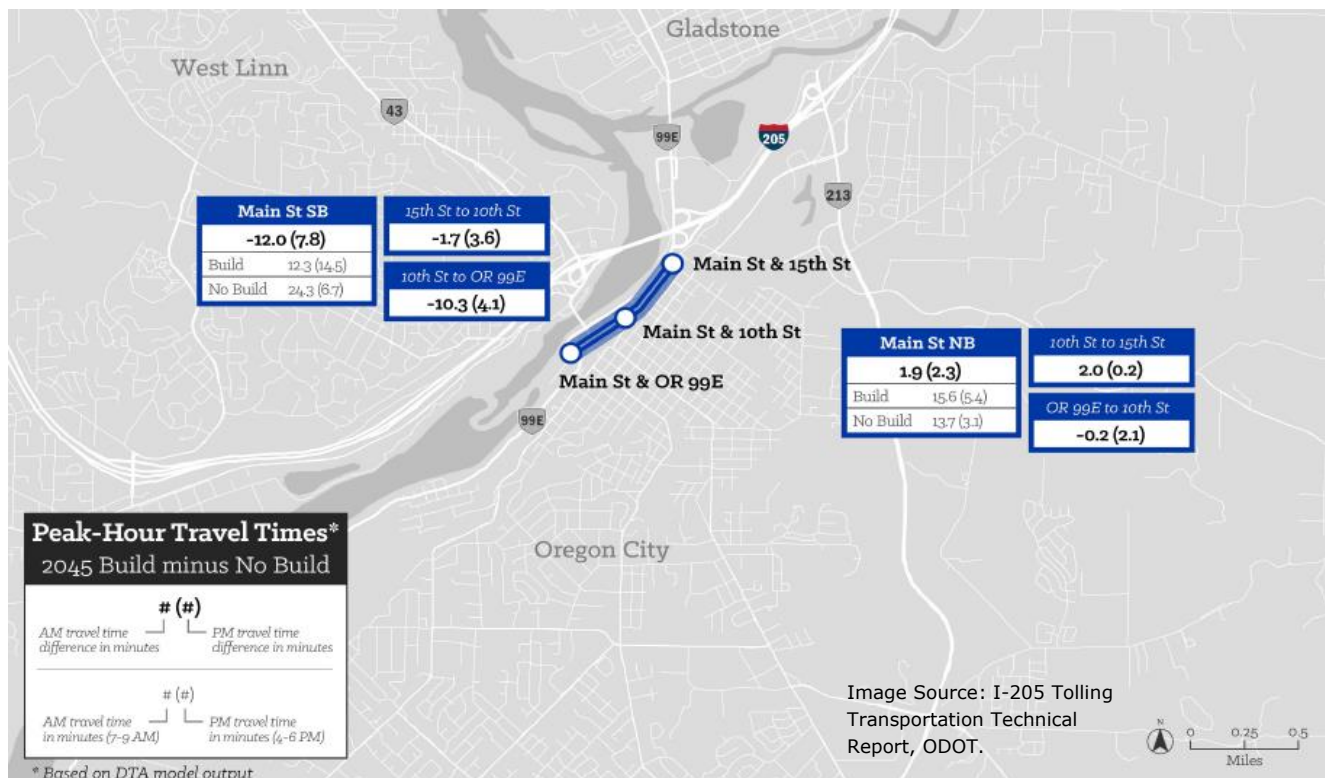 Gladstone
West Linn
43
99E
205
213
Main St SB
-12.0 (7.8)
Build 12.3 (14.5)
No Build 24.3 (6.7)
15th St to 10th St
-1.7 (3.6)
10th St to OR 99E
-10.3 (4.1)
Main St & 15th St
Main St & 10th St
Main St & OR 99E
99E
Main St NB
1.9 (2.3)
Build 15.6 (5.4)
No Build 13.7 (3.1)
10th St to 15th St
2.0 (0.2)
OR 99E to 10th St
-0.2 (2.1)
Oregon City
Peak-Hour Travel Times*
2045 Build minus No Build
# (#)
AM travel time
difference in minutes
PM travel time
difference in minutes
# (#)
AM travel time
in minutes (7-9 AM)
PM travel time
in minutes (4-6 PM)
* Based on DTA model output
Image Source: I-205 Tolling
Transportation Technical
Report, ODOT.
N
0 0.25 0.5
Miles